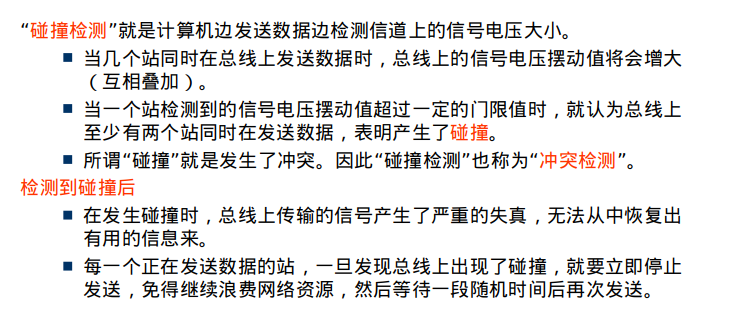 “碰撞检测”就是计算机边发送数据边检测信道上的信号电压大小。
■ 当几个站同时在总线上发送数据时，总线上的信号电压摆动值将会增大
（互相叠加）。
■ 当一个站检测到的信号电压摆动值超过一定的门限值时，就认为总线上
至少有两个站同时在发送数据，表明产生了碰撞。
■ 所谓“碰撞”就是发生了冲突。因此“碰撞检测”也称为“冲突检测”。
检测到碰撞后
■ 在发生碰撞时，总线上传输的信号产生了严重的失真，无法从中恢复出
有用的信息来。
■ 每一个正在发送数据的站，一旦发现总线上出现了碰撞，就要立即停止
发送，免得继续浪费网络资源，然后等待一段随机时间后再次发送。